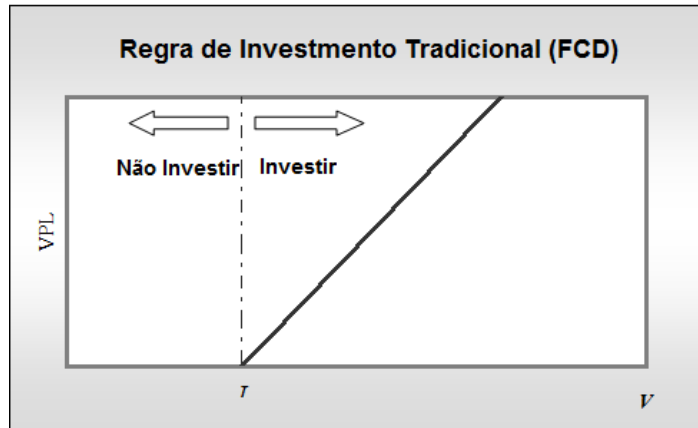 Regra de Investmento Tradicional (FCD)
Não Investir
Investir
VPL
I
V